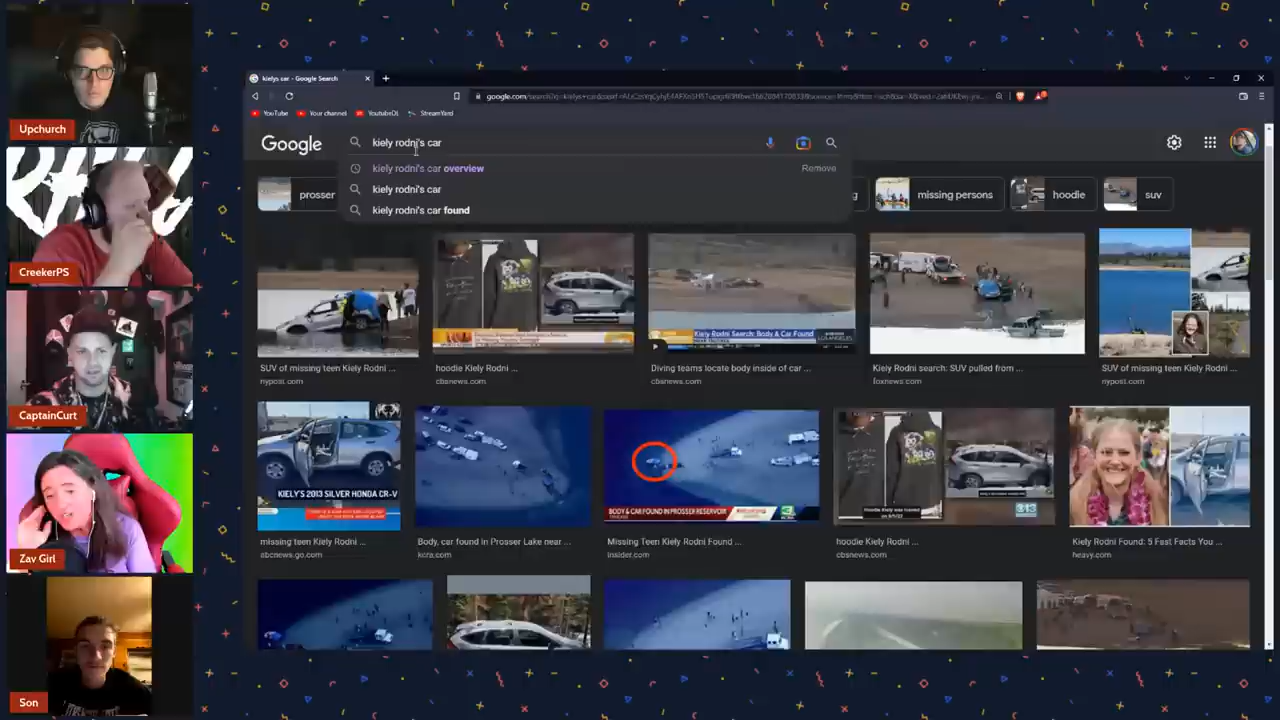 Upchurch
CreekerPS
CaptainCurt
Zav Girl
Son
kielys car - Google Search
YouTube
Your channel
YoutubeDL
StreamYard
Google
kiely rodni's car
kiely rodni's car overview
Remove
kiely rodni's car
kiely rodni's car found
prosser
missing persons
hoodie
suv
SUV of missing teen Kiely Rodni ...
nypost.com
hoodie Kiely Rodni ...
cbsnews.com
Kiely Rodni Search: Body & Car Found
LOS ANGELES
Diving teams locate body inside of car ...
cbsnews.com
Kiely Rodni search: SUV pulled from ...
foxnews.com
SUV of missing teen Kiely Rodni ...
nypost.com
KIELY'S 2013 SILVER HONDA CR-V
missing teen Kiely Rodni ...
abcnews.go.com
Body, car found in Prosser Lake near ...
kcra.com
BODY & CAR FOUND IN PROSSER RESERVOIR
Missing Teen Kiely Rodni Found ...
insider.com
hoodie Kiely Rodni ...
cbsnews.com
Kiely Rodni Found: 5 Fast Facts You ...
heavy.com